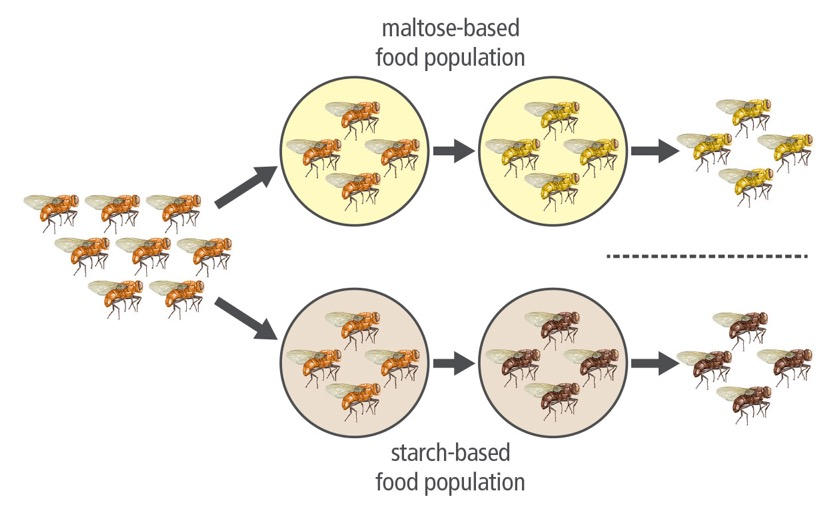 maltose-based
food population
starch-based
food population